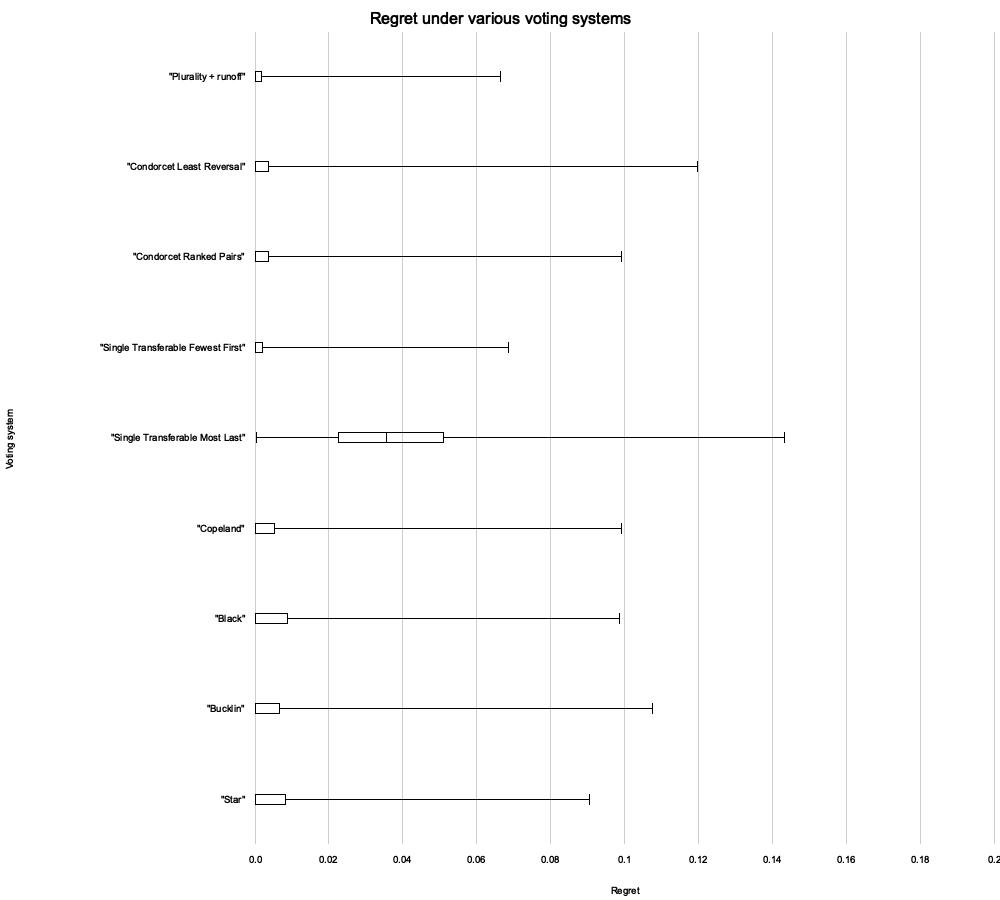 Regret under various voting systems
"Plurality + runoff"
"Condorcet Least Reversal"
"Condorcet Ranked Pairs"
"Single Transferable Fewest First"
"Single Transferable Most Last"
"Copeland"
"Black"
"Bucklin"
"Star"
Voting system
0.0 0.02 0.04 0.06 0.08 0.1 0.12 0.14 0.16 0.18 0.2
Regret